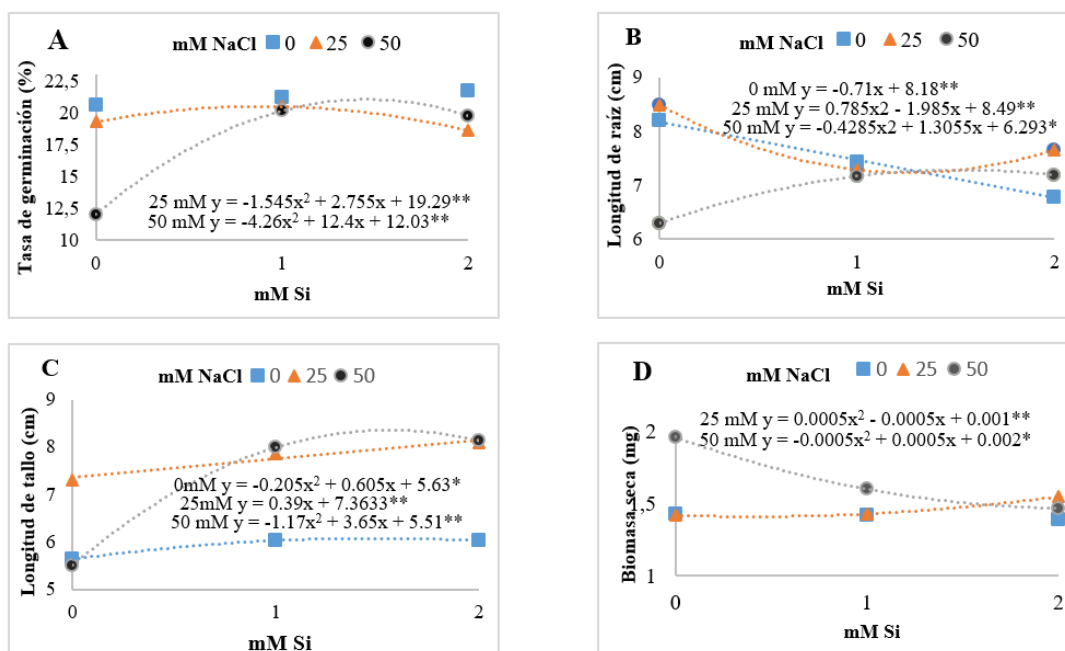 A
mM NaCl 0 25 50
Tasa de germinación (%)
22,5
20
17,5
15
12,5
10
25 mM y = -1.545x² + 2.755x + 19.29**
50 mM y = -4.26x² + 12.4x + 12.03**
0 1 2
mM Si
B
mM NaCl 0 25 50
Longitud de raíz (cm)
9
8
7
6
0 mM y = -0.71x + 8.18**
25 mM y = 0.785x2 - 1.985x + 8.49**
50 mM y = -0.4285x2 + 1.3055x + 6.293*
0 1 2
mM Si
C
mM NaCl 0 25 50
Longitud de tallo (cm)
9
8
7
6
5
0mM y = -0.205x² + 0.605x + 5.63*
25mM y = 0.39x + 7.3633**
50 mM y = -1.17x² + 3.65x + 5.51**
0 1 2
mM Si
D
mM NaCl 0 25 50
Biomasa seca (mg)
2
1,5
1
25 mM y = 0.0005x² - 0.0005x + 0.001**
50 mM y = -0.0005x² + 0.0005x + 0.002*
0 1 2
mM Si